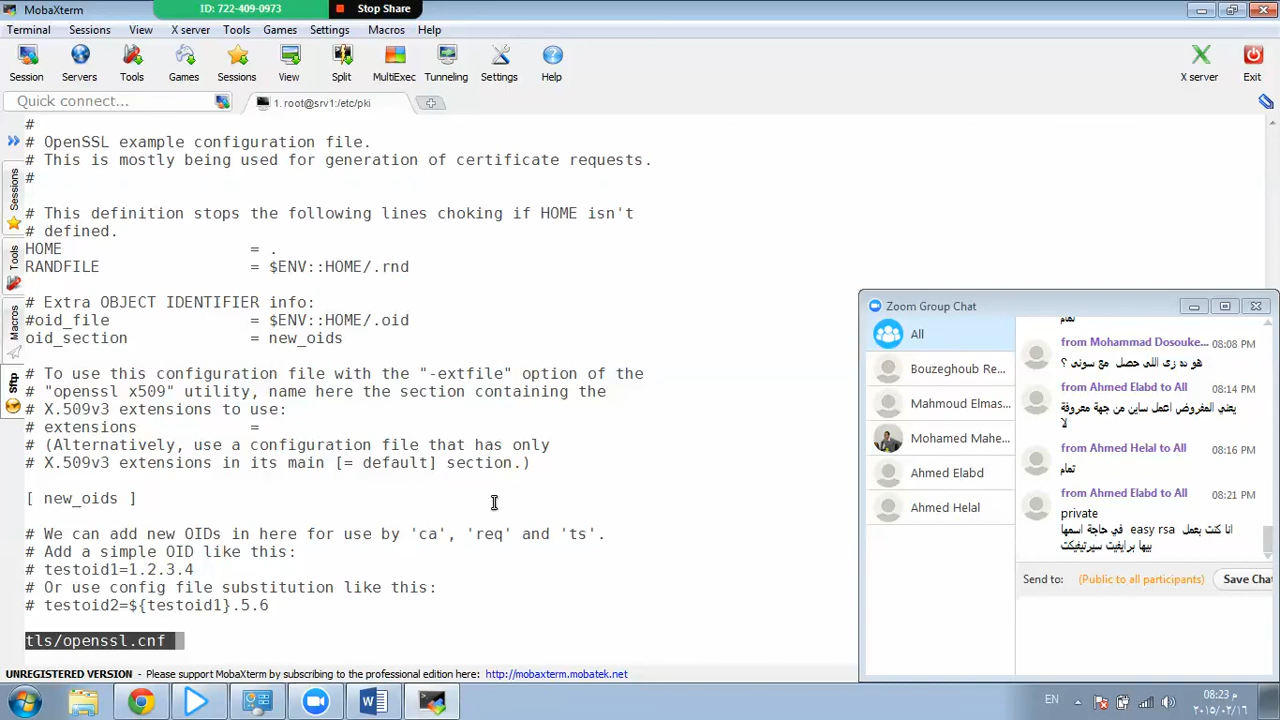 MobaXterm
ID: 722-409-0973
Stop Share
Terminal Sessions View X server Tools Games Settings Macros Help
Session Servers Tools Games Sessions View Split MultiExec Tunneling Settings Help
X server Exit
Quick connect...
1. root@srv1:/etc/pki
Sessions
Tools
Macros
Sftp
#
# OpenSSL example configuration file.
# This is mostly being used for generation of certificate requests.
#
# This definition stops the following lines choking if HOME isn't
# defined.
HOME = .
RANDFILE = $ENV::HOME/.rnd
# Extra OBJECT IDENTIFIER info:
#oid_file = $ENV::HOME/.oid
oid_section = new_oids
# To use this configuration file with the "-extfile" option of the
# "openssl x509" utility, name here the section containing the
# X.509v3 extensions to use:
# extensions =
# (Alternatively, use a configuration file that has only
# X.509v3 extensions in its main [= default] section.)
[ new_oids ]
# We can add new OIDs in here for use by 'ca', 'req' and 'ts'.
# Add a simple OID like this:
# testoid1=1.2.3.4
# Or use config file substitution like this:
# testoid2=${testoid1}.5.6
tls/openssl.cnf
Zoom Group Chat
All
Bouzeghoub Re...
Mahmoud Elmas...
Mohamed Mahe...
Ahmed Elabd
Ahmed Helal
تمام
from Mohammad Dosouke... 08:08 PM
هو ده زى اللى حصل مع سونى ؟
from Ahmed Elabd to All 08:14 PM
يعني المفروض اعمل ساين من جهة معروفة
لا
from Ahmed Helal to All 08:16 PM
تمام
from Ahmed Elabd to All 08:21 PM
private
انا كنت بعمل easy rsa في حاجة اسمها
بيها برايفيت سيرتيفيكت
Send to: (Public to all participants) Save Chat
UNREGISTERED VERSION - Please support MobaXterm by subscribing to the professional edition here: http://mobaxterm.mobatek.net
EN
08:23 م
٢٠١٥/٠٢/١٦